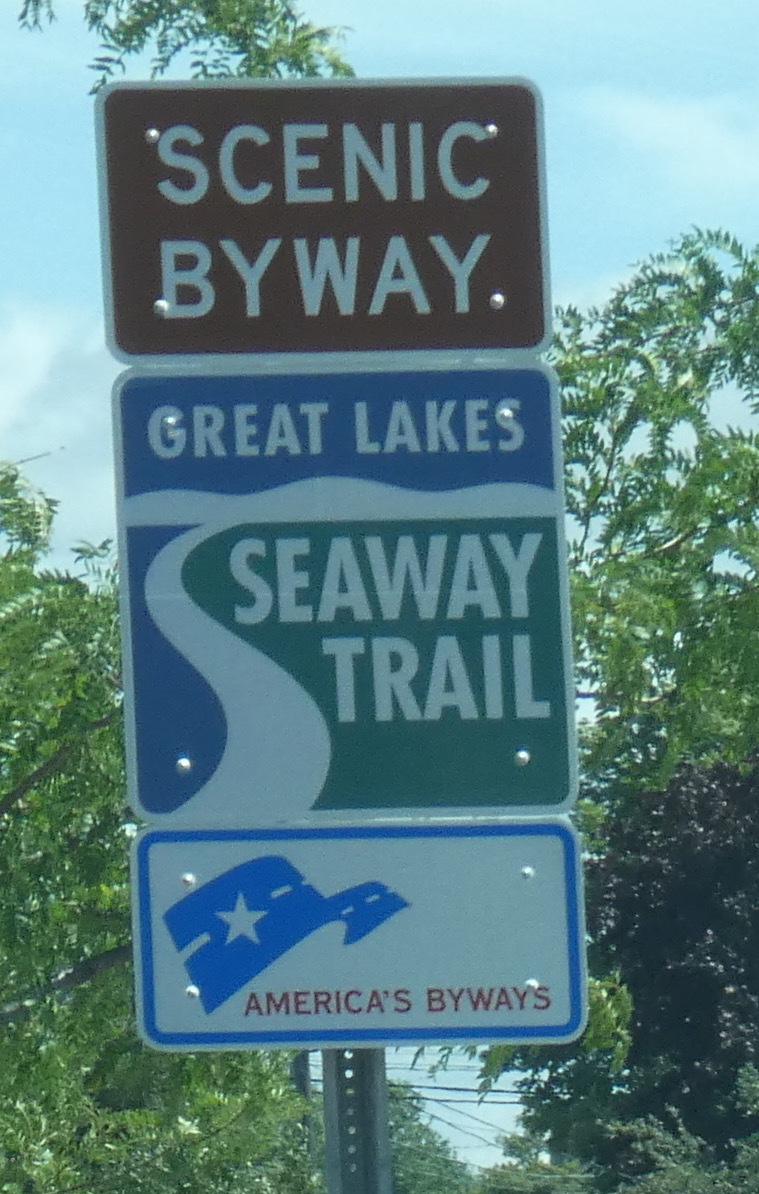 SCENIC
BYWAY
GREAT LAKES
SEAWAY
TRAIL
AMERICA'S BYWAYS